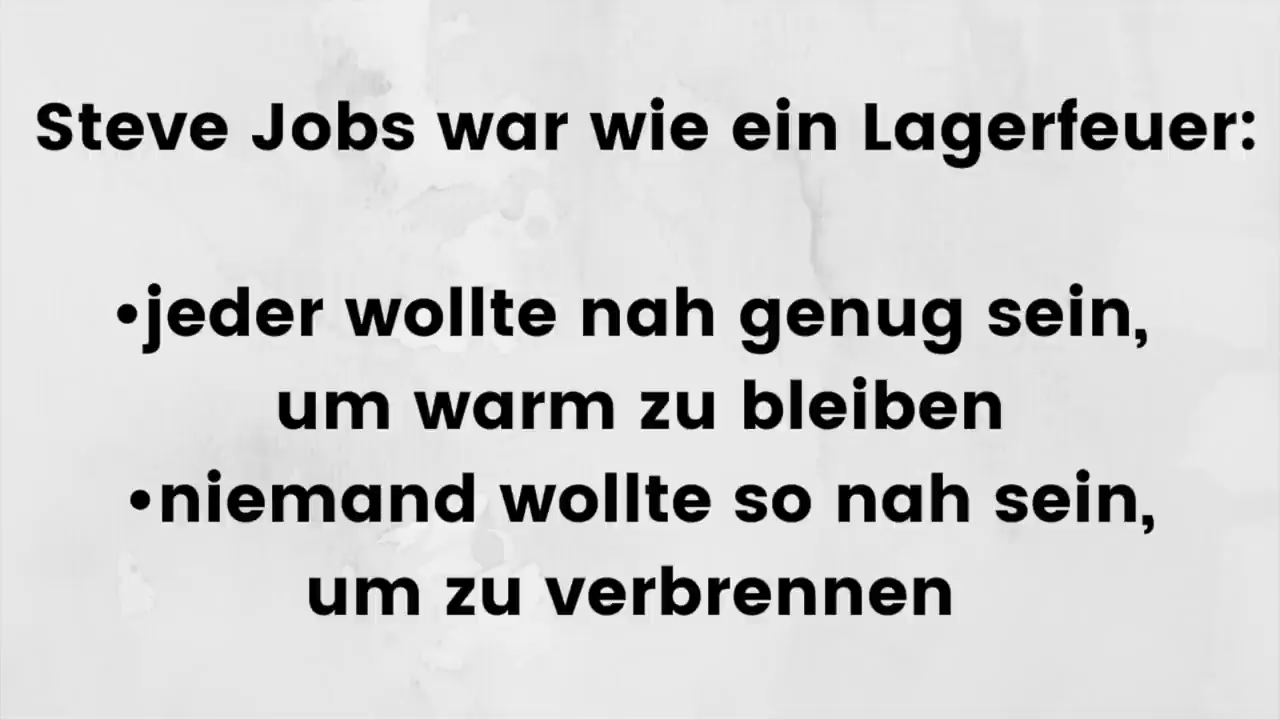 Steve Jobs war wie ein Lagerfeuer:
•jeder wollte nah genug sein,
um warm zu bleiben
•niemand wollte so nah sein,
um zu verbrennen